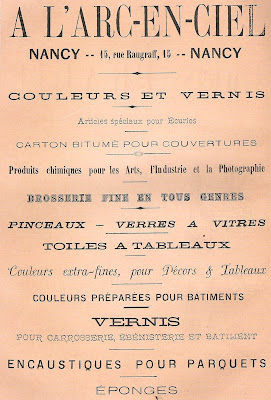 A L'ARC-EN-CIEL
NANCY -- 15, rue Raugraff, 15 -- NANCY
COULEURS ET VERNIS
Articles spéciaux pour Ecuries
CARTON BITUMÉ POUR COUVERTURES
Produits chimiques pour les Arts, l'Industrie et la Photographie
BROSSERIE FINE EN TOUS GENRES
PINCEAUX - VERRES A VITRES
TOILES A TABLEAUX
Couleurs extra-fines, pour Décors & Tableaux
COULEURS PRÉPARÉES POUR BATIMENTS
VERNIS
POUR CARROSSERIE, ÉBÉNISTERIE ET BATIMENT
ENCAUSTIQUES POUR PARQUETS
ÉPONGES